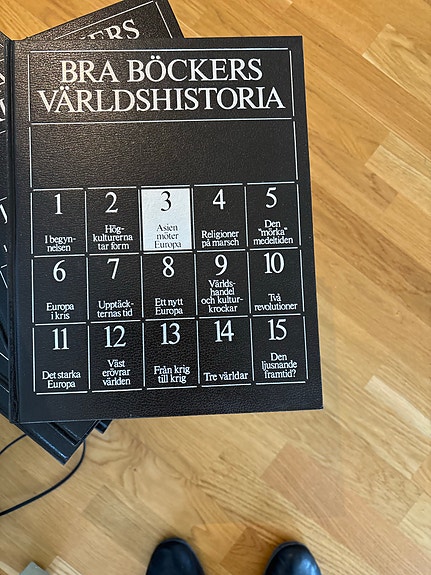 BRA BÖCKERS
VÄRLDSHISTORIA
1
I begyn-
nelsen
2
Hög-
kulturerna
tar form
3
Asien
möter
Europa
4
Religioner
på marsch
5
Den
"mörka"
medeltiden
6
Europa
i kris
7
Upptäck-
ternas tid
8
Ett nytt
Europa
9
Världs-
handel
och kultur-
krockar
10
Två
revolutioner
11
Det starka
Europa
12
Väst
erövrar
världen
13
Från krig
till krig
14
Tre världar
15
Den
ljusnande
framtid?
KERS